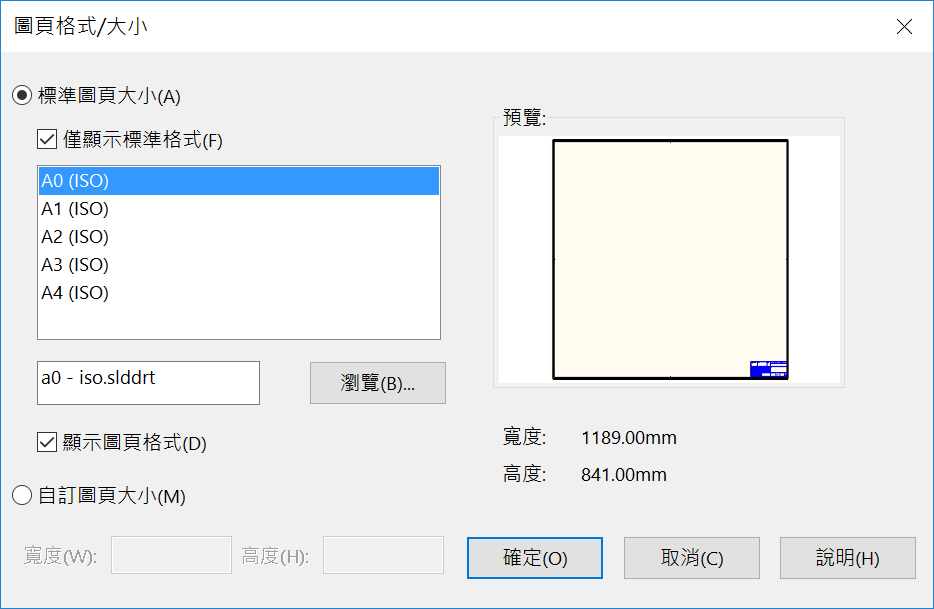 圖頁格式/大小
標準圖頁大小(A)
僅顯示標準格式(F)
A0 (ISO)
A1 (ISO)
A2 (ISO)
A3 (ISO)
A4 (ISO)
a0 - iso.slddrt
瀏覽(B)...
顯示圖頁格式(D)
自訂圖頁大小(M)
寬度(W):
高度(H):
預覽:
寬度: 1189.00mm
高度: 841.00mm
確定(O)
取消(C)
說明(H)